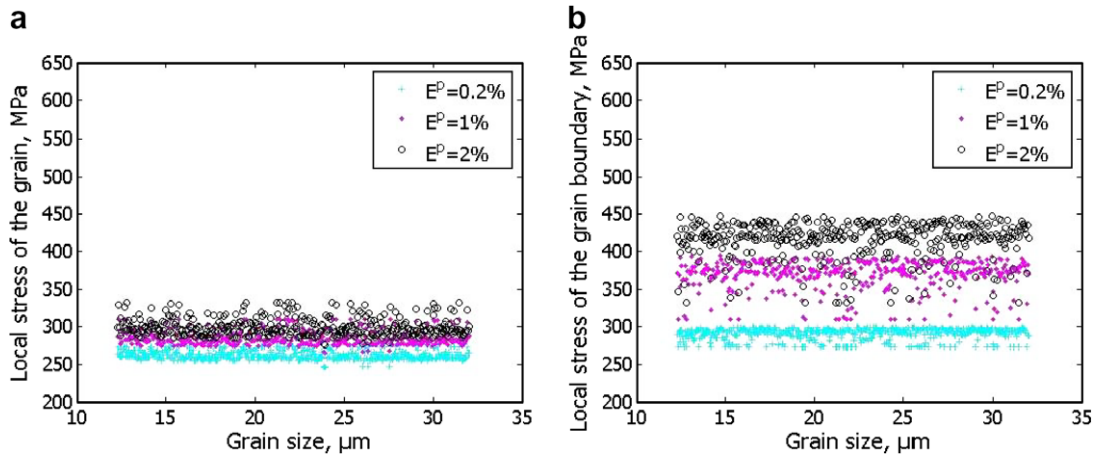 a
650
600
550
500
450
400
350
300
250
200
Local stress of the grain, MPa
E^p=0.2%
E^p=1%
E^p=2%
10 15 20 25 30 35
Grain size, μm
b
650
600
550
500
450
400
350
300
250
200
Local stress of the grain boundary, MPa
E^p=0.2%
E^p=1%
E^p=2%
10 15 20 25 30 35
Grain size, μm